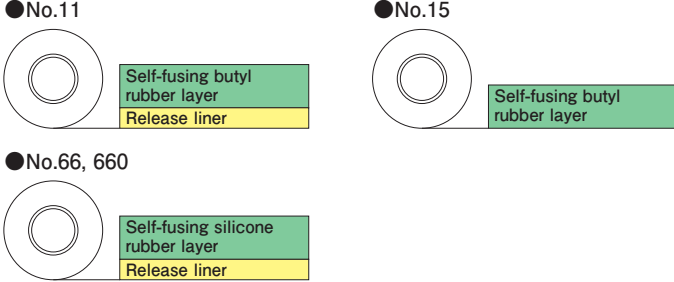 ●No.11
Self-fusing butyl
rubber layer
Release liner
●No.15
Self-fusing butyl
rubber layer
●No.66, 660
Self-fusing silicone
rubber layer
Release liner